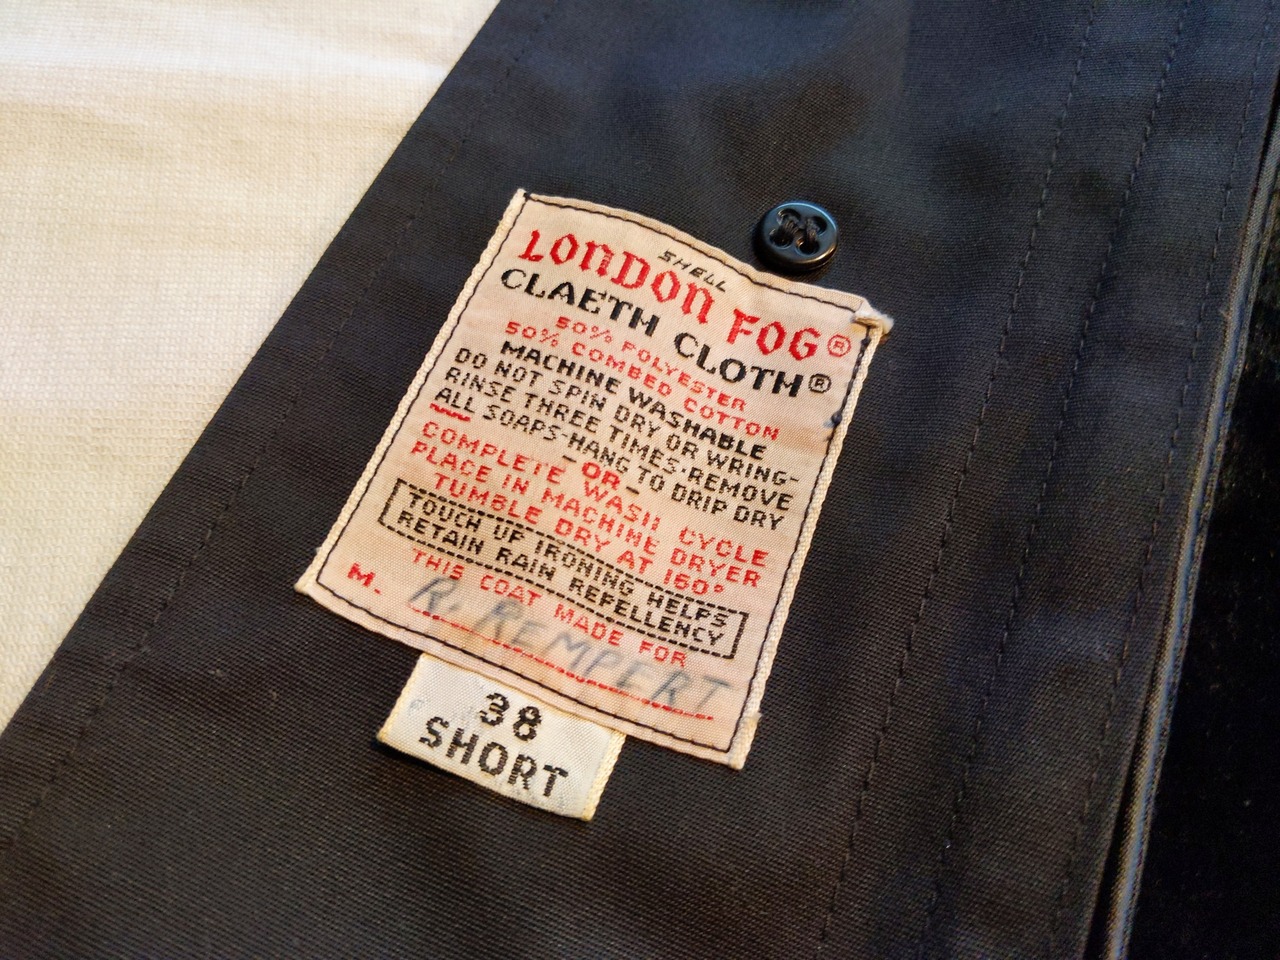 LONDON FOG®
SHELL
CLAETH CLOTH®
50% POLYESTER
50% COMBED COTTON
MACHINE WASHABLE
DO NOT SPIN DRY OR WRING-
RINSE THREE TIMES·REMOVE
ALL SOAPS-HANG TO DRIP DRY
-OR-
COMPLETE WASH CYCLE
PLACE IN MACHINE DRYER
TUMBLE DRY AT 160°
TOUCH UP IRONING HELPS
RETAIN RAIN REPELLENCY
THIS COAT MADE FOR
M. R. REMPERT
38
SHORT